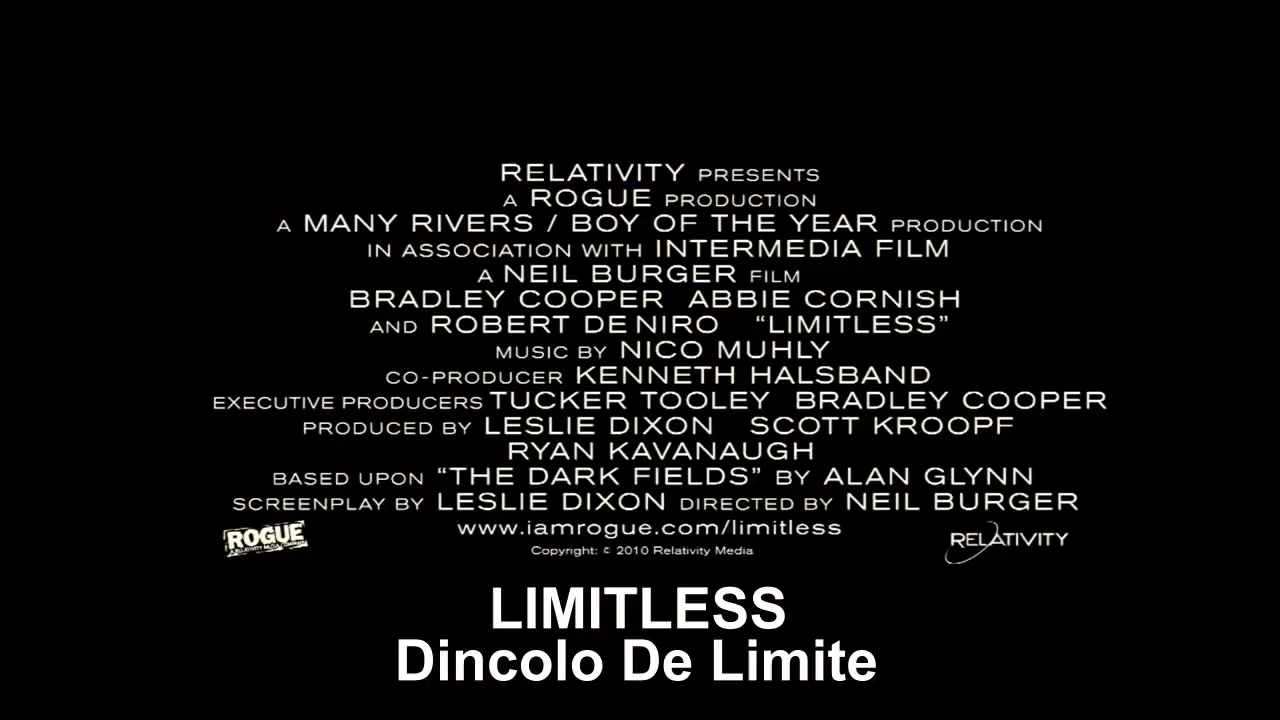 RELATIVITY PRESENTS
A ROGUE PRODUCTION
A MANY RIVERS / BOY OF THE YEAR PRODUCTION
IN ASSOCIATION WITH INTERMEDIA FILM
A NEIL BURGER FILM
BRADLEY COOPER ABBIE CORNISH
AND ROBERT DE NIRO “LIMITLESS”
MUSIC BY NICO MUHLY
CO-PRODUCER KENNETH HALSBAND
EXECUTIVE PRODUCERS TUCKER TOOLEY BRADLEY COOPER
PRODUCED BY LESLIE DIXON SCOTT KROOPF
RYAN KAVANAUGH
BASED UPON “THE DARK FIELDS” BY ALAN GLYNN
SCREENPLAY BY LESLIE DIXON DIRECTED BY NEIL BURGER
www.iamrogue.com/limitless
Copyright: © 2010 Relativity Media
ROGUE
A RELATIVITY MEDIA COMPANY
RELATIVITY
LIMITLESS
Dincolo De Limite